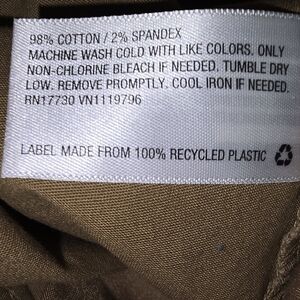 98% COTTON / 2% SPANDEX
MACHINE WASH COLD WITH LIKE COLORS. ONLY
NON-CHLORINE BLEACH IF NEEDED. TUMBLE DRY
LOW. REMOVE PROMPTLY. COOL IRON IF NEEDED.
RN17730 VN1119796
LABEL MADE FROM 100% RECYCLED PLASTIC